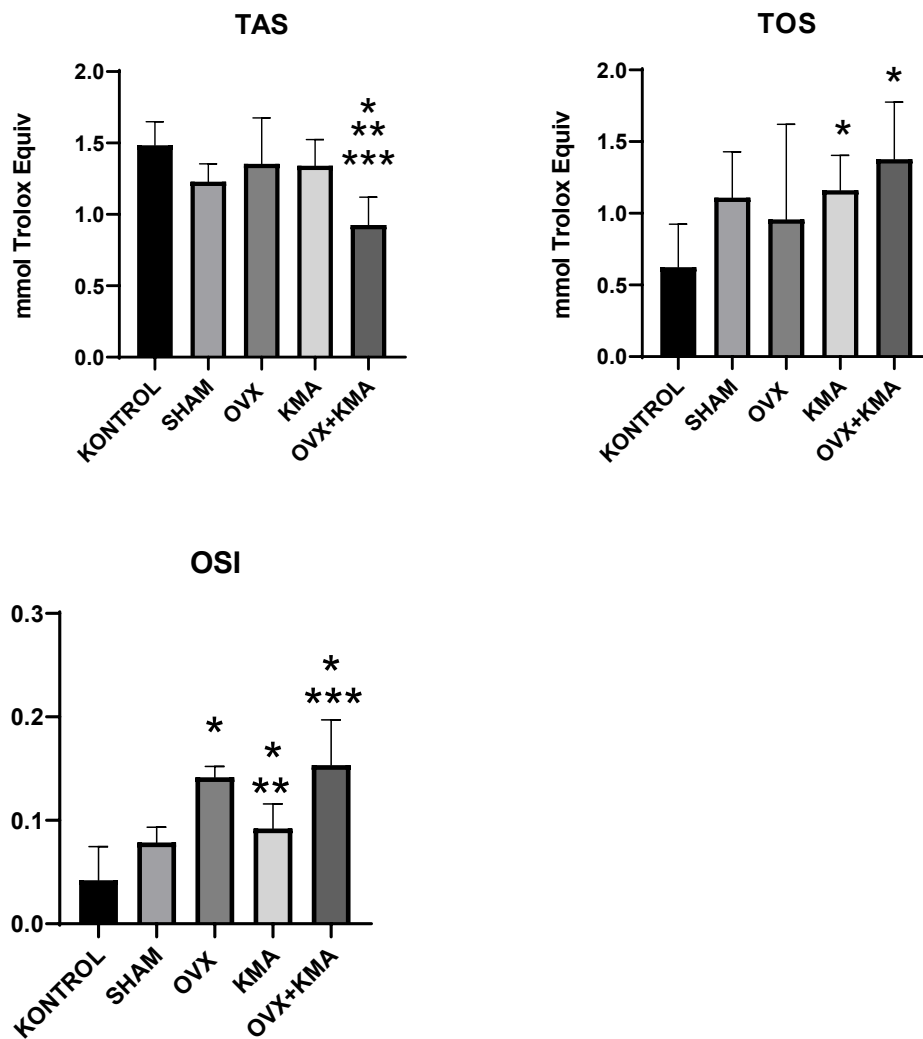 TAS
mmol Trolox Equiv
2.0
1.5
1.0
0.5
0.0
*
**
***
KONTROL
SHAM
OVX
KMA
OVX+KMA
TOS
mmol Trolox Equiv
2.0
1.5
1.0
0.5
0.0
*
*
KONTROL
SHAM
OVX
KMA
OVX+KMA
OSI
0.3
0.2
0.1
0.0
*
*
**
*
***
KONTROL
SHAM
OVX
KMA
OVX+KMA